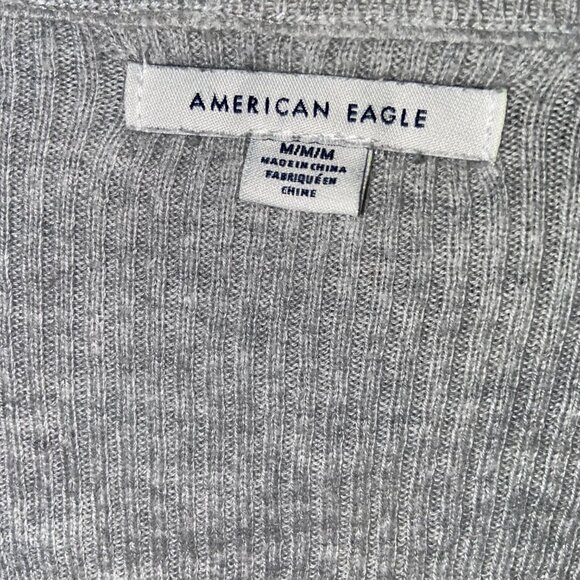 AMERICAN EAGLE
M/M/M
MADE IN CHINA
FABRIQUÉ EN
CHINE